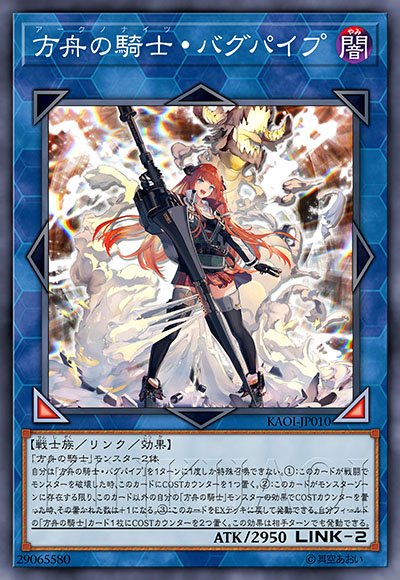 アークノナイツ
方舟の騎士・バグパイプ
やみ
闇
KAOI-JP010
【戦士族／リンク／効果】
「方舟の騎士」モンスター2体
自分は「方舟の騎士・バグパイプ」を1ターンに1度しか特殊召喚できない。①:このカードが戦闘で
モンスターを破壊した時、このカードにCOSTカウンターを1つ置く。②:このカードがモンスターゾー
ンに存在する限り、このカード以外の自分の「方舟の騎士」モンスターの効果でCOSTカウンターを置
った時、その置かれた数は+1になる。③:このカードをEXデッキに戻して発動できる。自分フィールド
の「方舟の騎士」カード1枚にCOSTカウンターを2つ置く。この効果は相手ターンでも発動できる。
ATK/2950 LINK-2
29065580
©真空あおい